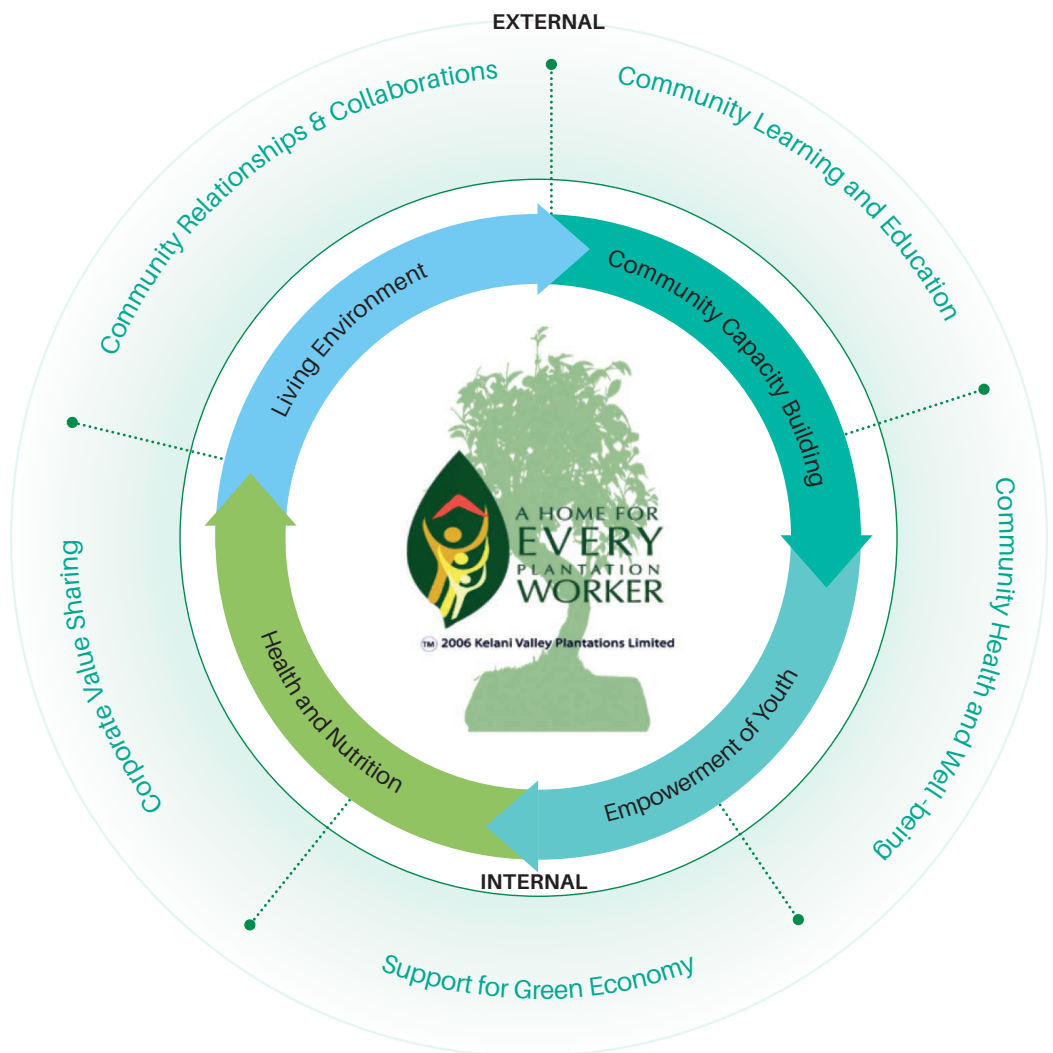 EXTERNAL
Community Relationships & Collaborations
Community Learning and Education
Community Health and Well-being
Support for Green Economy
Corporate Value Sharing
Living Environment
Community Capacity Building
Empowerment of Youth
Health and Nutrition
INTERNAL
A HOME FOR
EVERY
PLANTATION
WORKER
TM 2006 Kelani Valley Plantations Limited